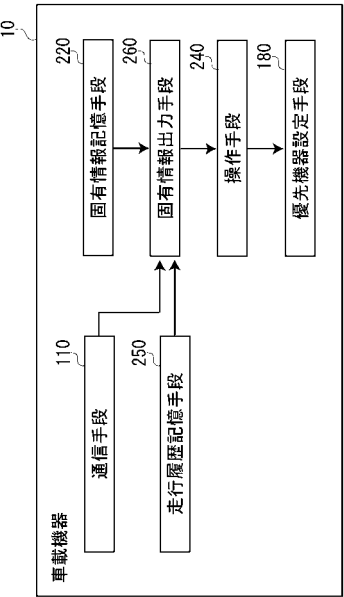 10
車載機器
110
通信手段
250
走行履歴記憶手段
220
固有情報記憶手段
260
固有情報出力手段
240
操作手段
180
優先機器設定手段